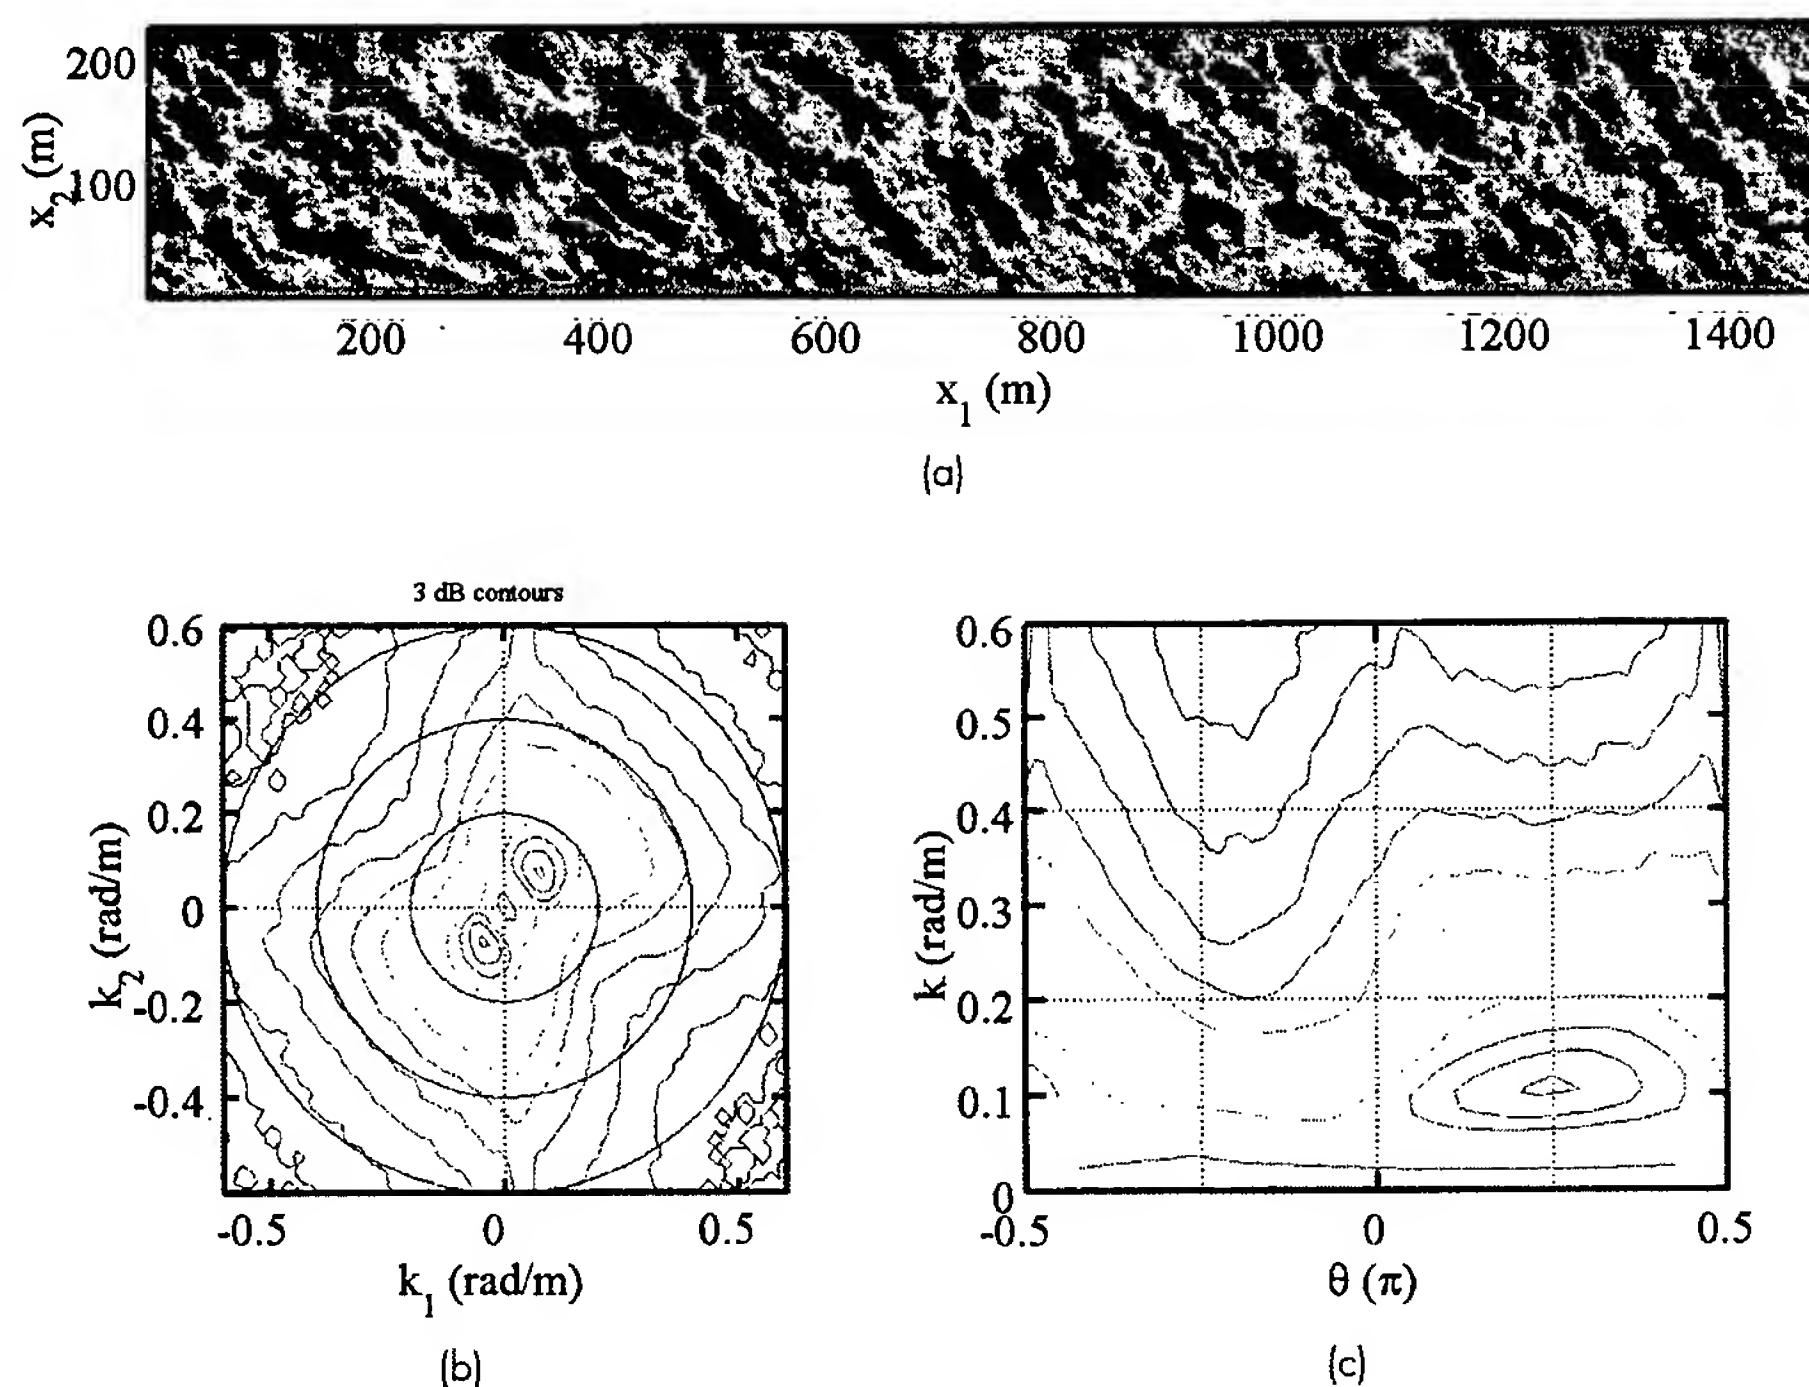 200
100
x2 (m)
200 400 600 800 1000 1200 1400
x1 (m)
(a)
3 dB contours
0.6
0.4
0.2
0
-0.2
-0.4
k2 (rad/m)
-0.5 0 0.5
k1 (rad/m)
(b)
0.6
0.5
0.4
0.3
0.2
0.1
0
k (rad/m)
-0.5 0 0.5
θ (π)
(c)